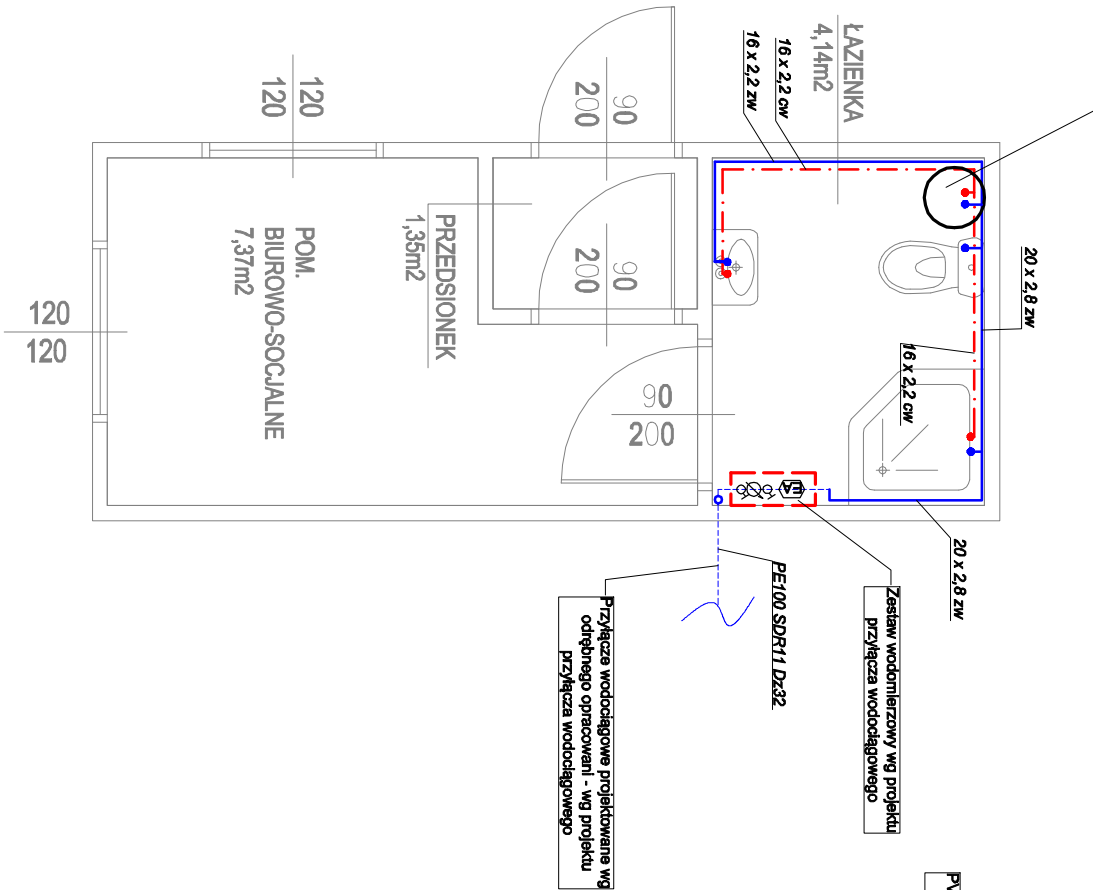 ŁAZIENKA
4,14m2
16 x 2,2 cw
16 x 2,2 zw
90
200
120
120
20 x 2,8 zw
PRZEDSIONEK
1,35m2
90
200
POM.
BIUROWO-SOCJALNE
7,37m2
120
120
16 x 2,2 cw
90
200
EA
20 x 2,8 zw
PE100 SDR11 Dz32
Zestaw wodomierzowy wg projektu
przyłącza wodociągowego
Przyłącze wodociągowe projektowane wg
odrębnego opracowani - wg projektu
przyłącza wodociągowego